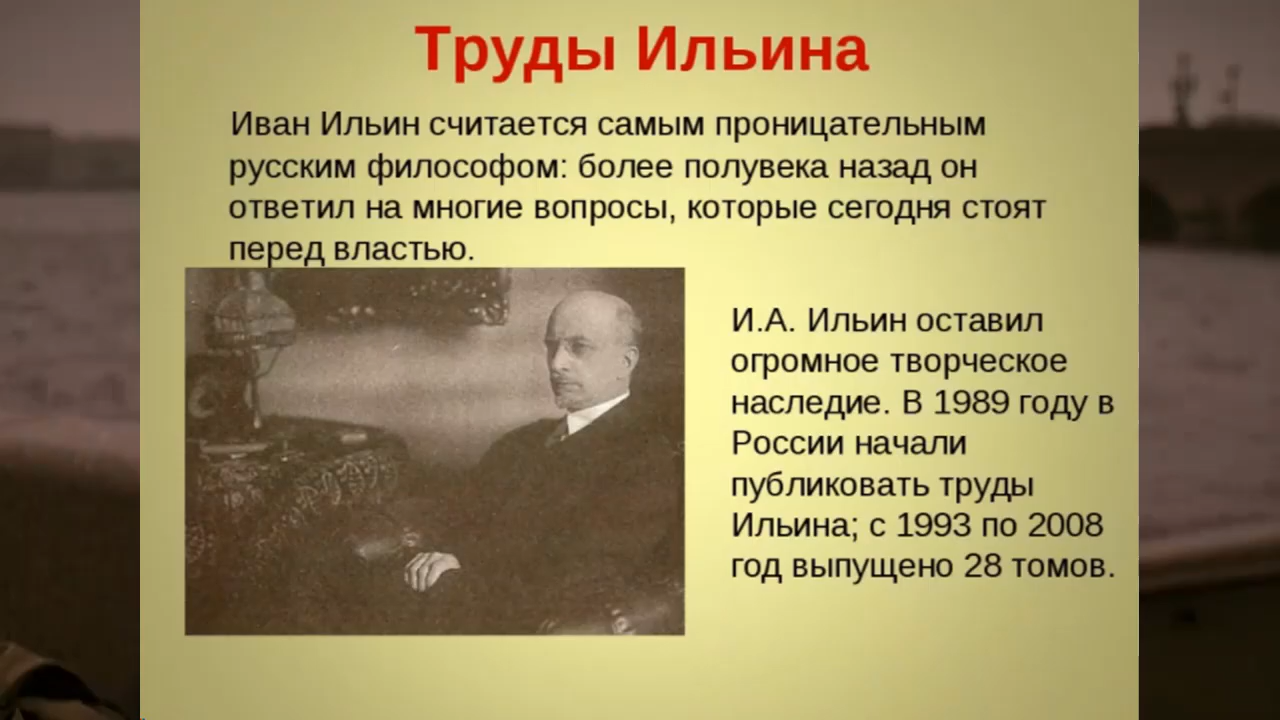 Труды Ильина
Иван Ильин считается самым проницательным
русским философом: более полувека назад он
ответил на многие вопросы, которые сегодня стоят
перед властью.
И.А. Ильин оставил
огромное творческое
наследие. В 1989 году в
России начали
публиковать труды
Ильина; с 1993 по 2008
год выпущено 28 томов.